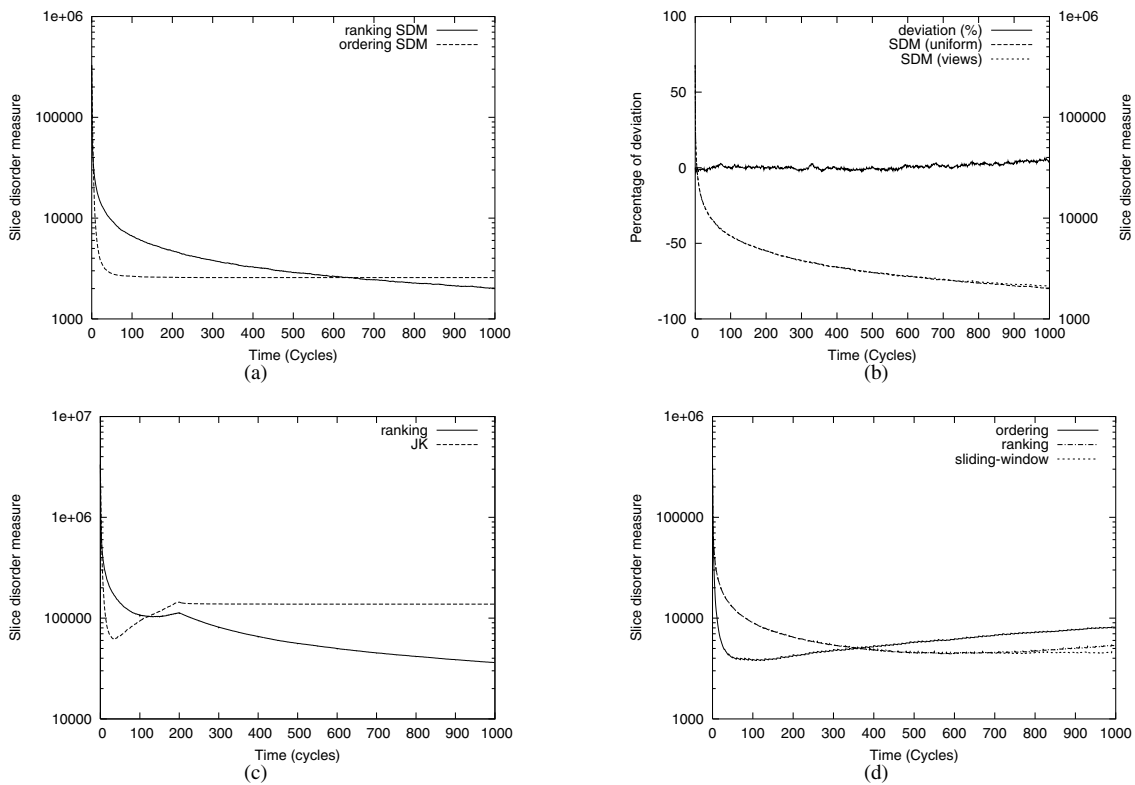 1e+06
100000
10000
1000
Slice disorder measure
ranking SDM
ordering SDM
0 100 200 300 400 500 600 700 800 900 1000
Time (Cycles)
(a)
100
50
0
-50
-100
Percentage of deviation
deviation (%)
SDM (uniform)
SDM (views)
1e+06
100000
10000
1000
Slice disorder measure
0 100 200 300 400 500 600 700 800 900 1000
Time (Cycles)
(b)
1e+07
1e+06
100000
10000
Slice disorder measure
ranking
JK
0 100 200 300 400 500 600 700 800 900 1000
Time (cycles)
(c)
1e+06
100000
10000
1000
Slice disorder measure
ordering
ranking
sliding-window
0 100 200 300 400 500 600 700 800 900 1000
Time (cycles)
(d)